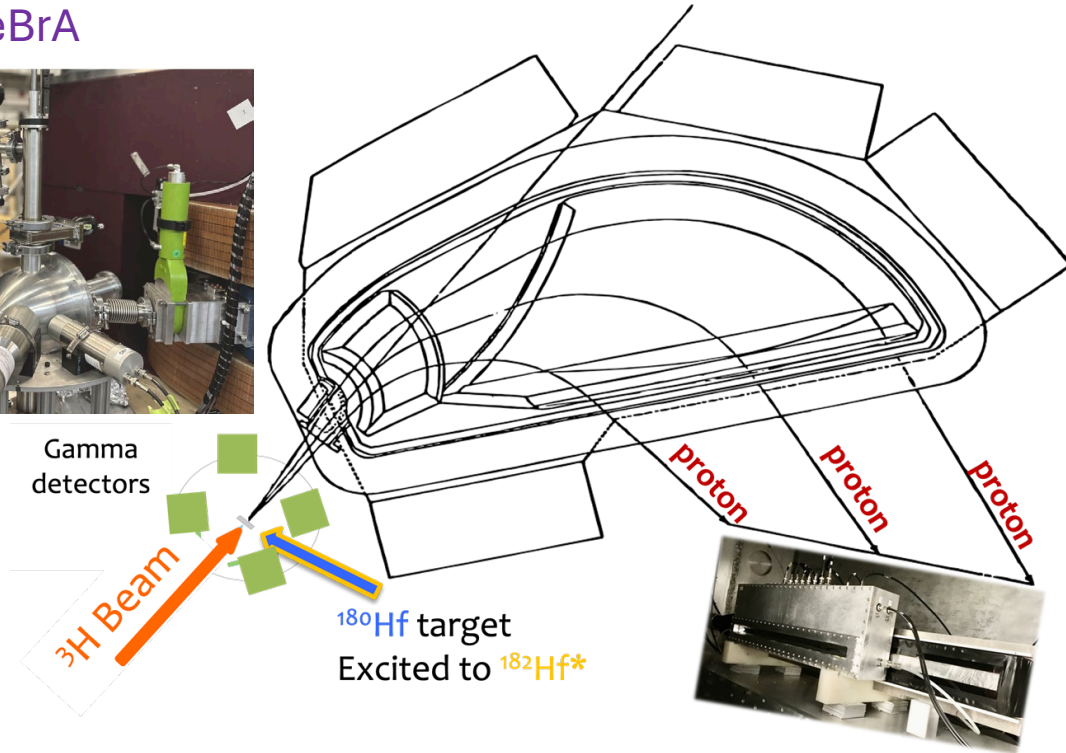 eBrA
Gamma
detectors
proton
proton
proton
³H Beam
¹⁸⁰Hf target
Excited to ¹⁸²Hf*